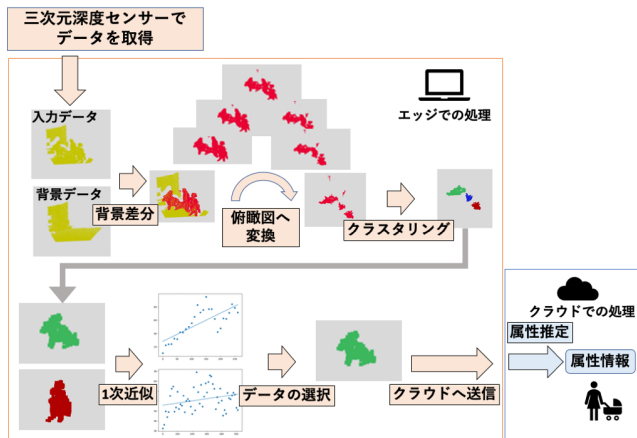 三次元深度センサーで
データを取得
エッジでの処理
入力データ
背景データ
背景差分
俯瞰図へ
変換
クラスタリング
クラウドでの処理
属性推定
属性情報
1次近似
データの選択
クラウドへ送信